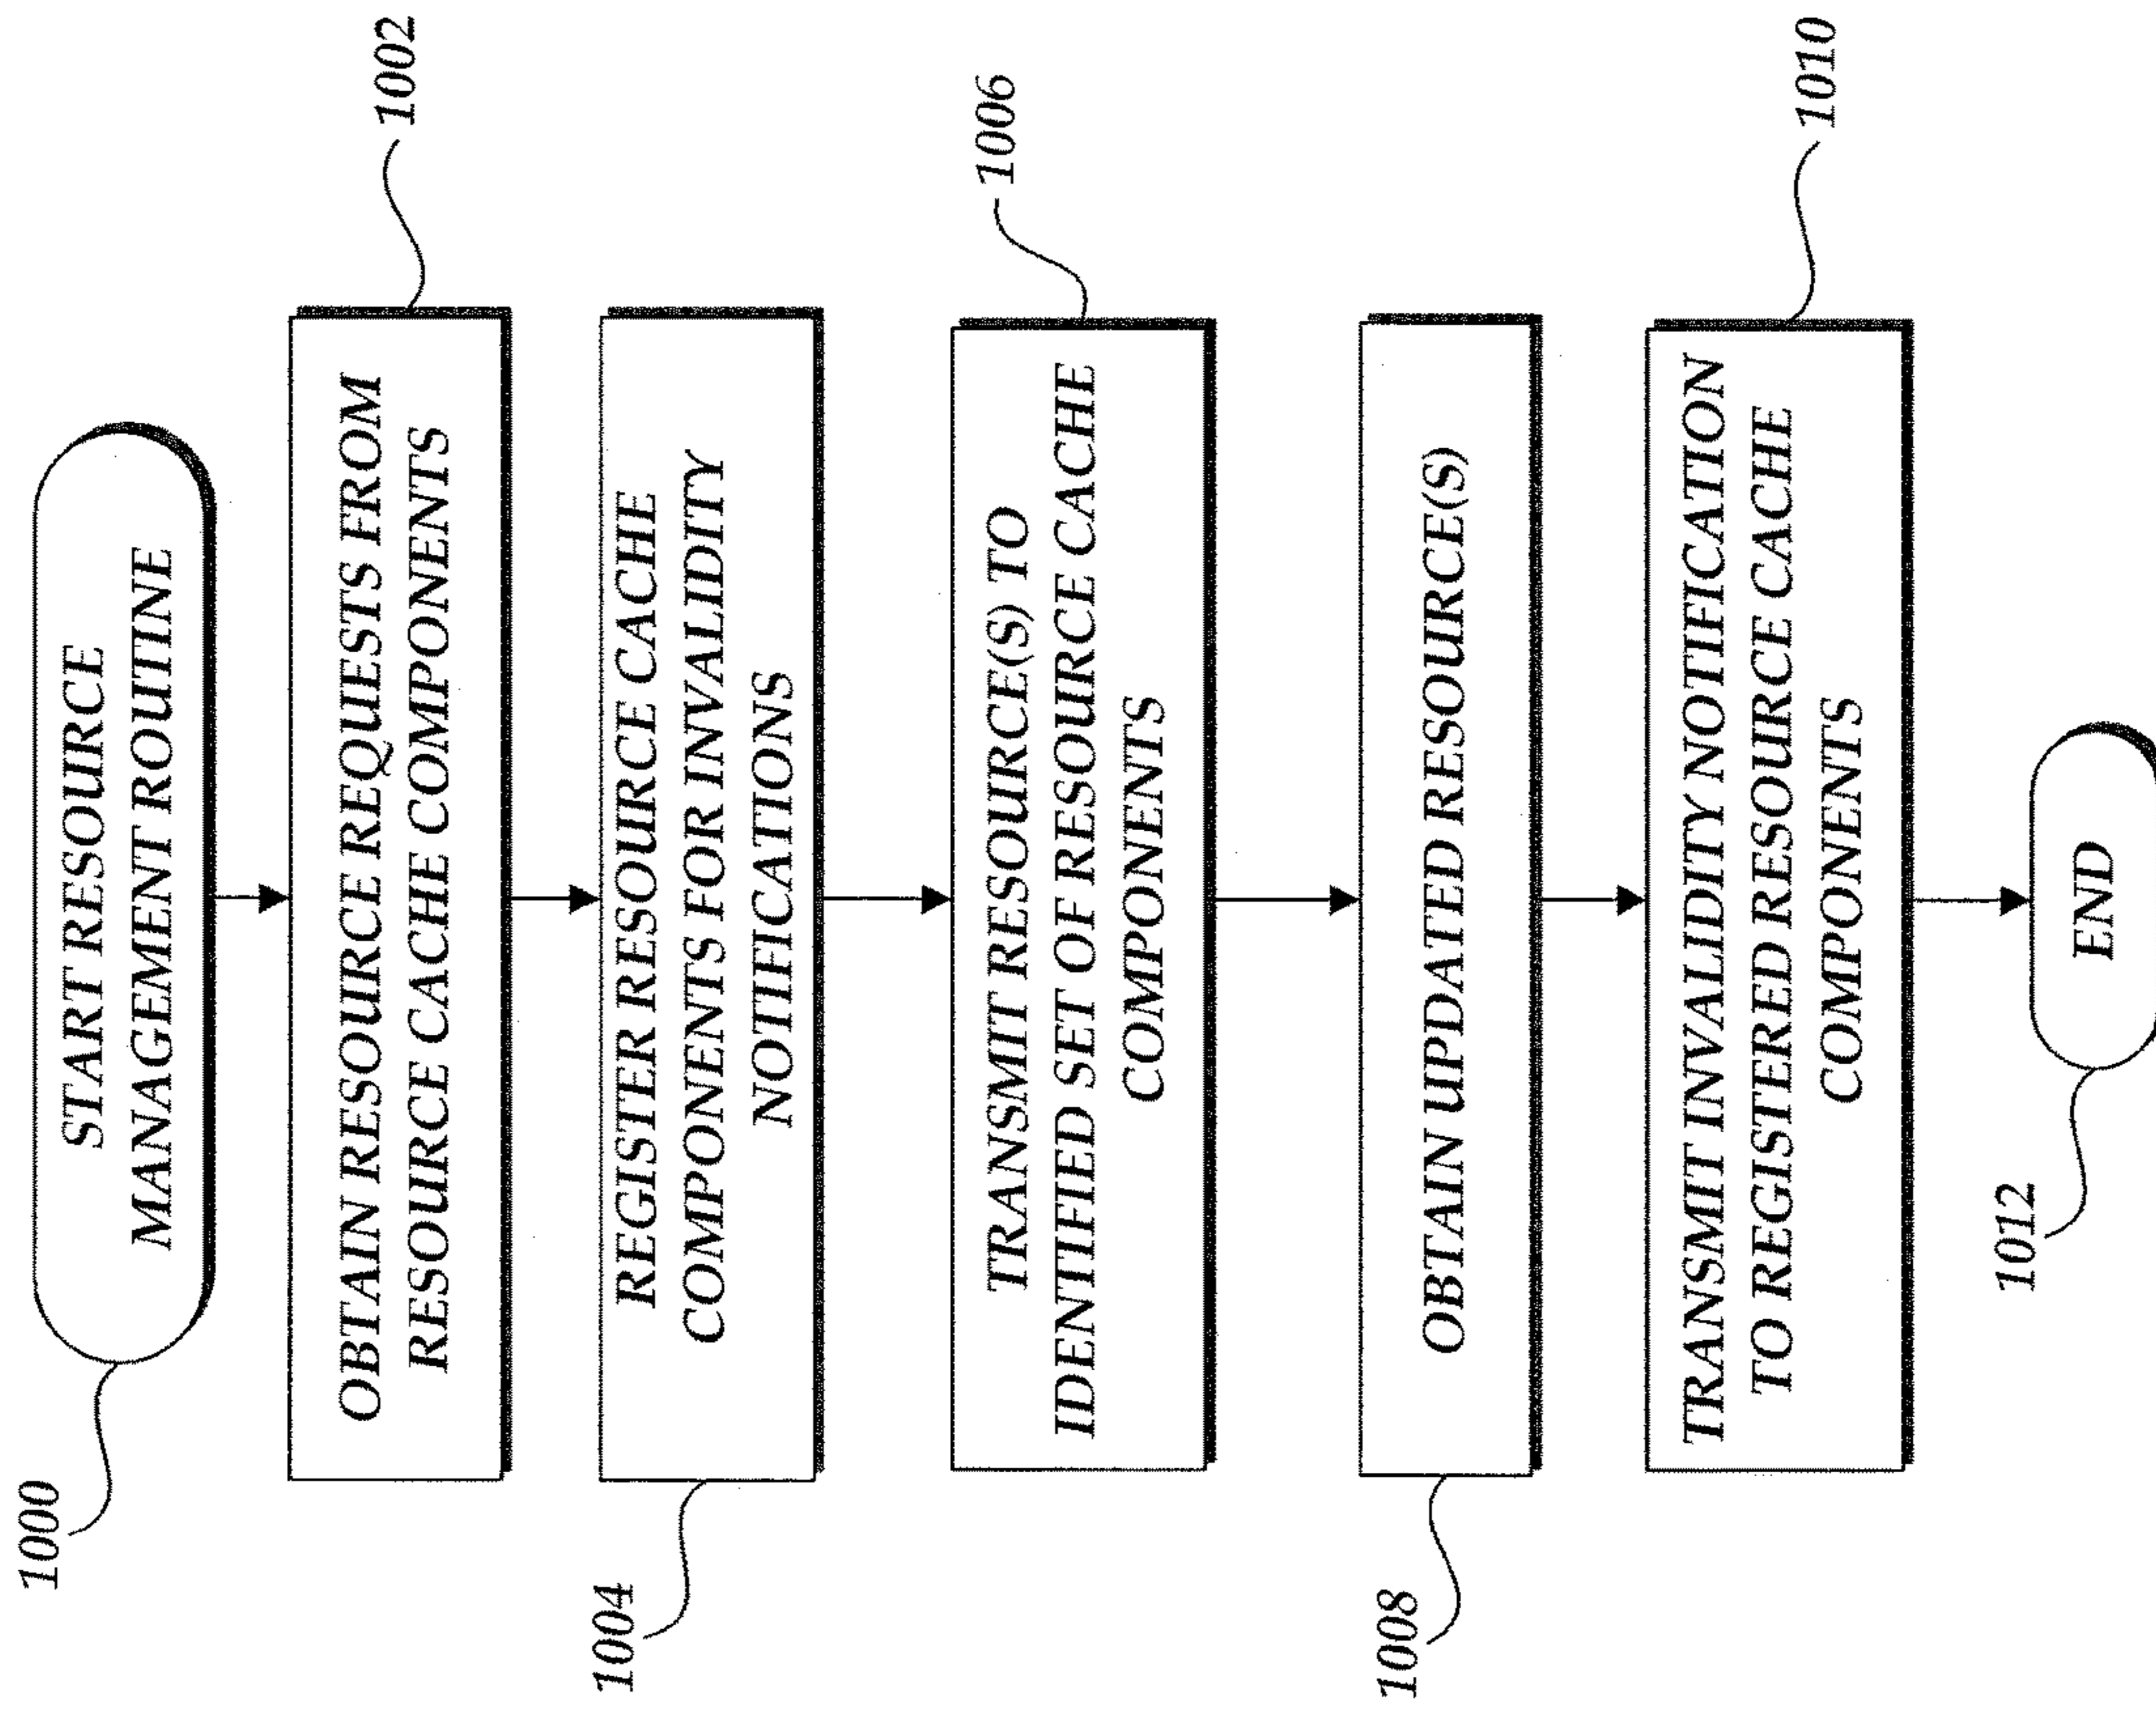 1000
START RESOURCE
MANAGEMENT ROUTINE
1002
OBTAIN RESOURCE REQUESTS FROM
RESOURCE CACHE COMPONENTS
1004
REGISTER RESOURCE CACHE
COMPONENTS FOR INVALIDITY
NOTIFICATIONS
1006
TRANSMIT RESOURCE(S) TO
IDENTIFIED SET OF RESOURCE CACHE
COMPONENTS
1008
OBTAIN UPDATED RESOURCE(S)
1010
TRANSMIT INVALIDITY NOTIFICATION
TO REGISTERED RESOURCE CACHE
COMPONENTS
1012
END